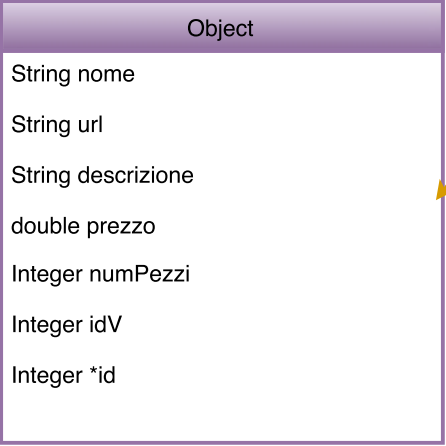 Object
String nome
String url
String descrizione
double prezzo
Integer numPezzi
Integer idV
Integer *id